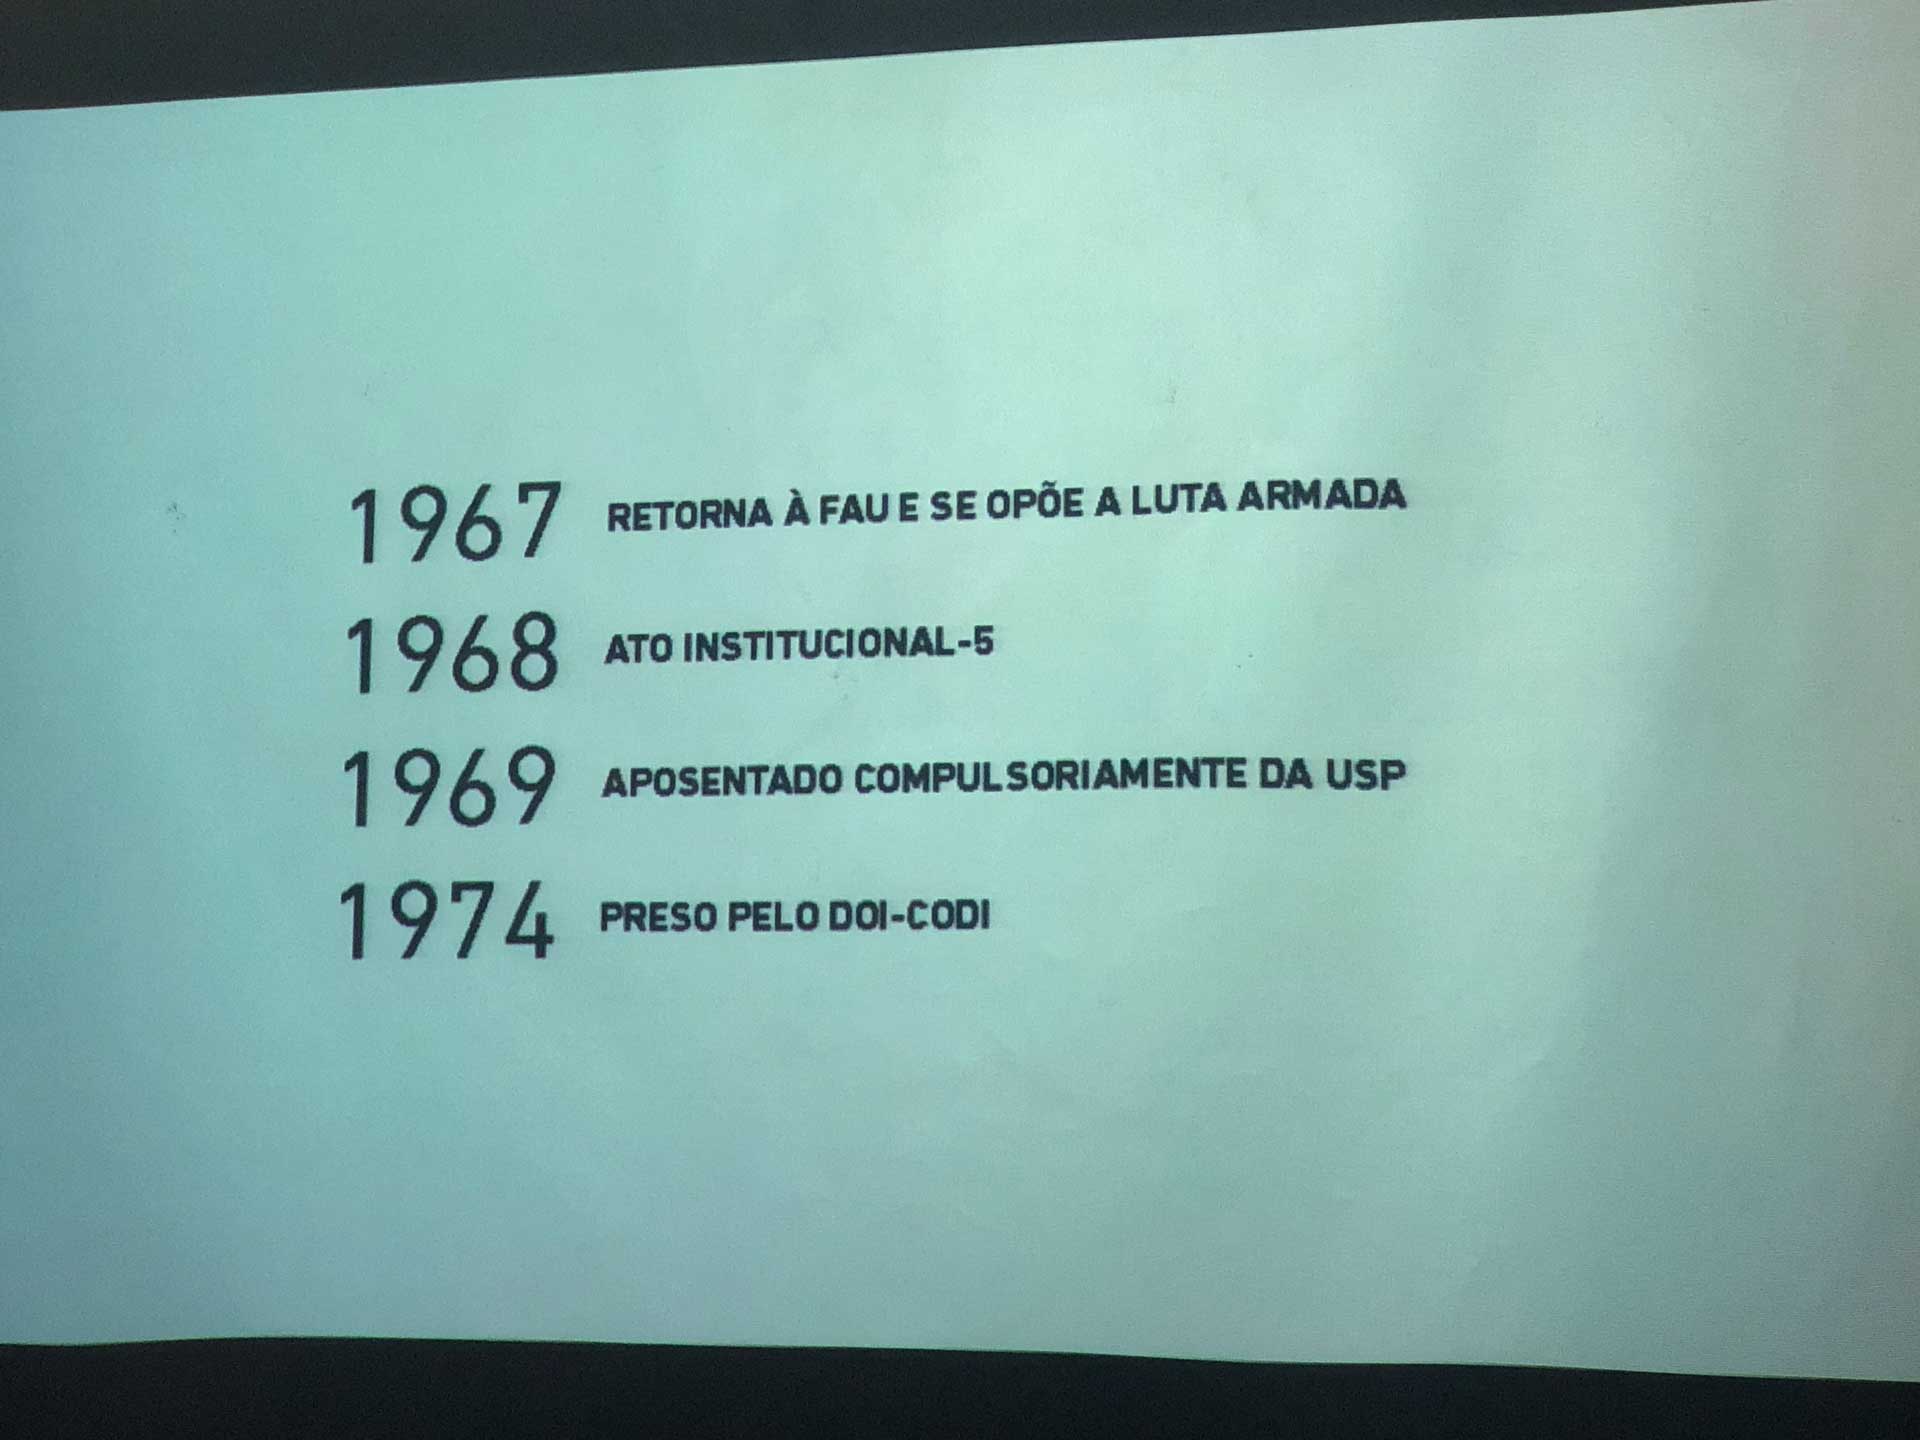 1967 RETORNA À FAU E SE OPÕE A LUTA ARMADA
1968 ATO INSTITUCIONAL-5
1969 APOSENTADO COMPULSORIAMENTE DA USP
1974 PRESO PELO DOI-CODI